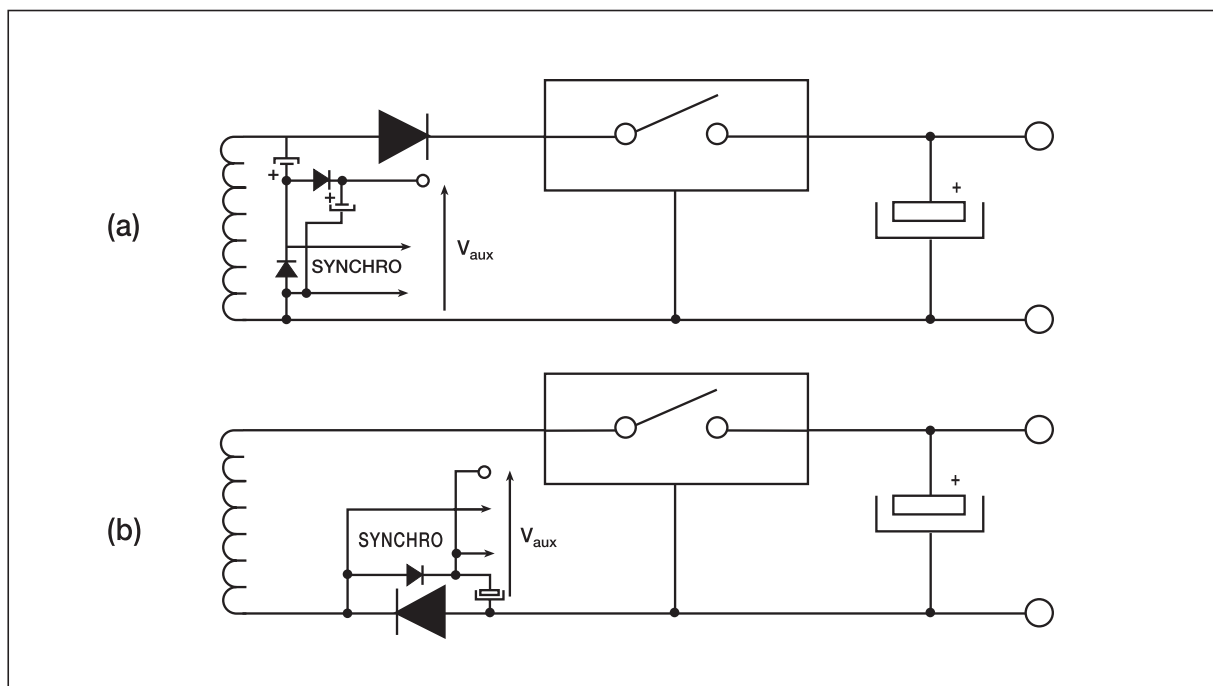 +
+
+
(a)
V_aux
SYNCHRO
+
SYNCHRO
V_aux
(b)